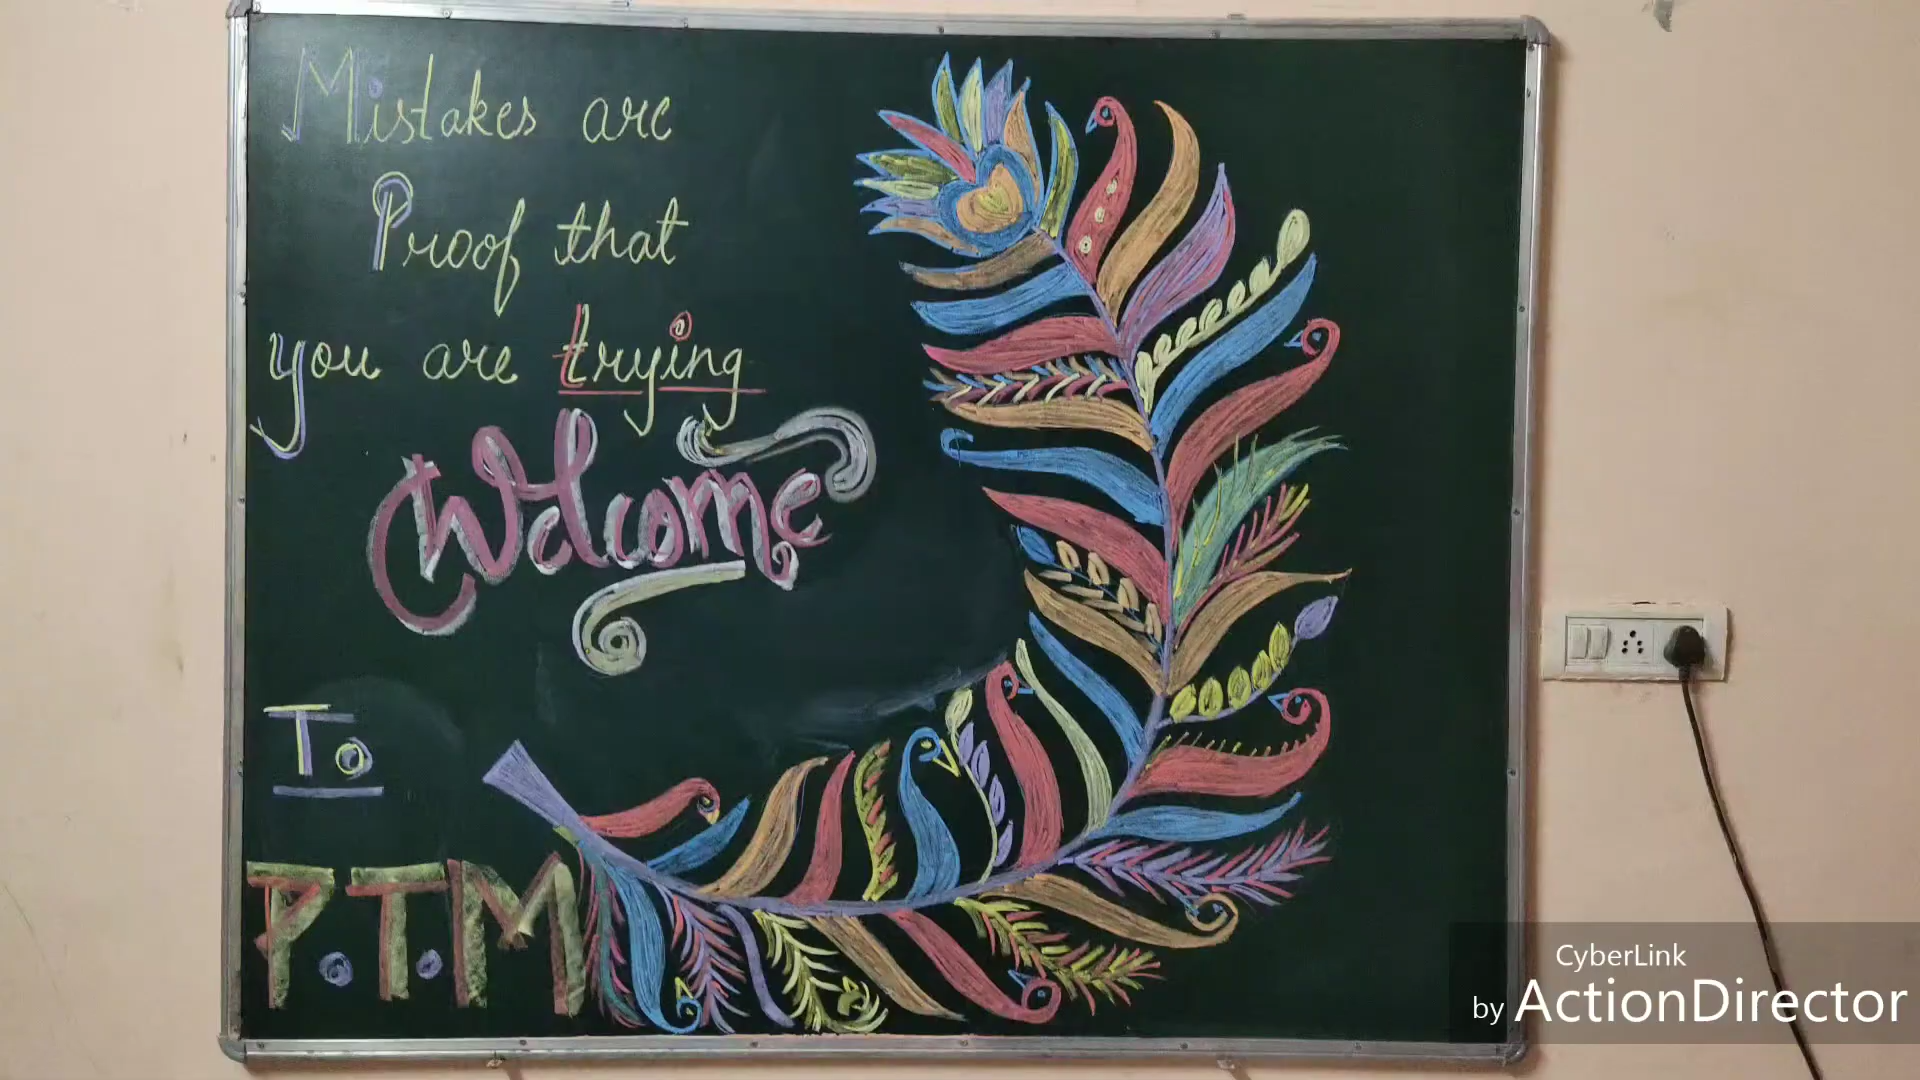 Mistakes are
Proof that
you are trying
Welcome
To
P.T.M
CyberLink
by ActionDirector